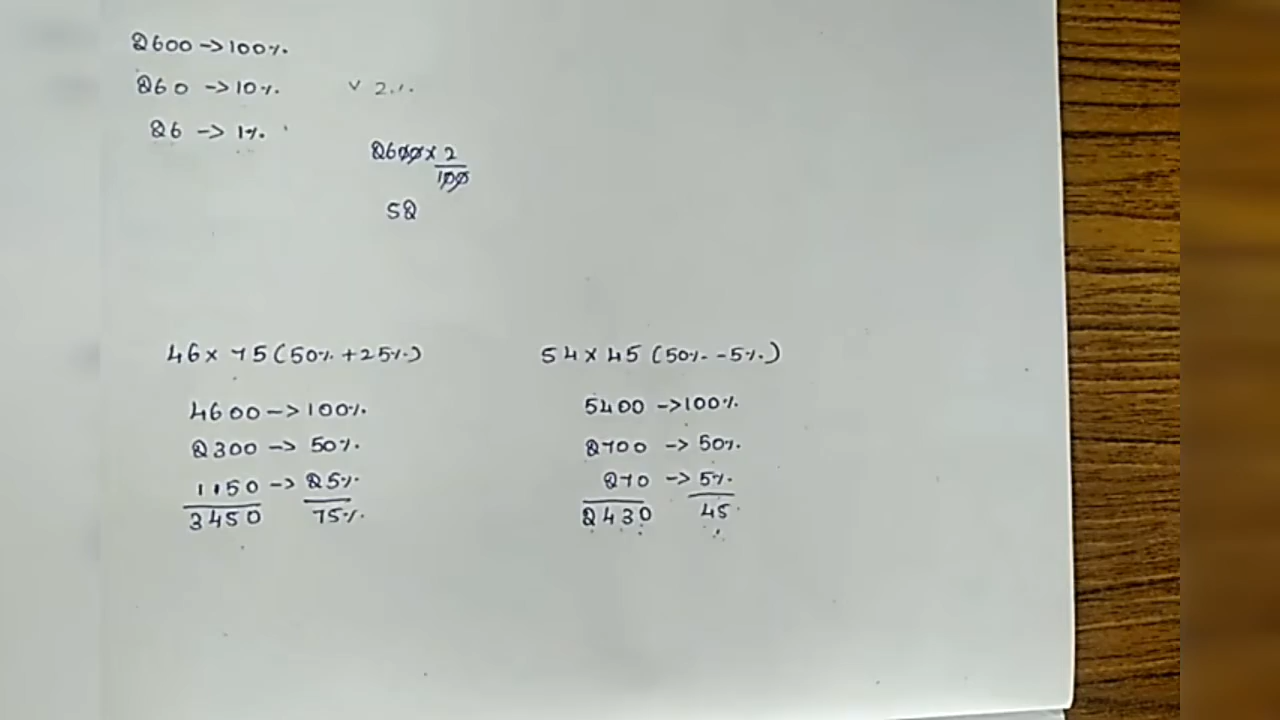 2600 -> 100%
260 -> 10%
26 -> 1%
✓ 2%
2600 x 2
100
52
46 x 75 (50% + 25%)
4600 -> 100%
2300 -> 50%
1150 -> 25%
3450 75%
54 x 45 (50% - 5%)
5400 -> 100%
2700 -> 50%
270 -> 5%
2430 45